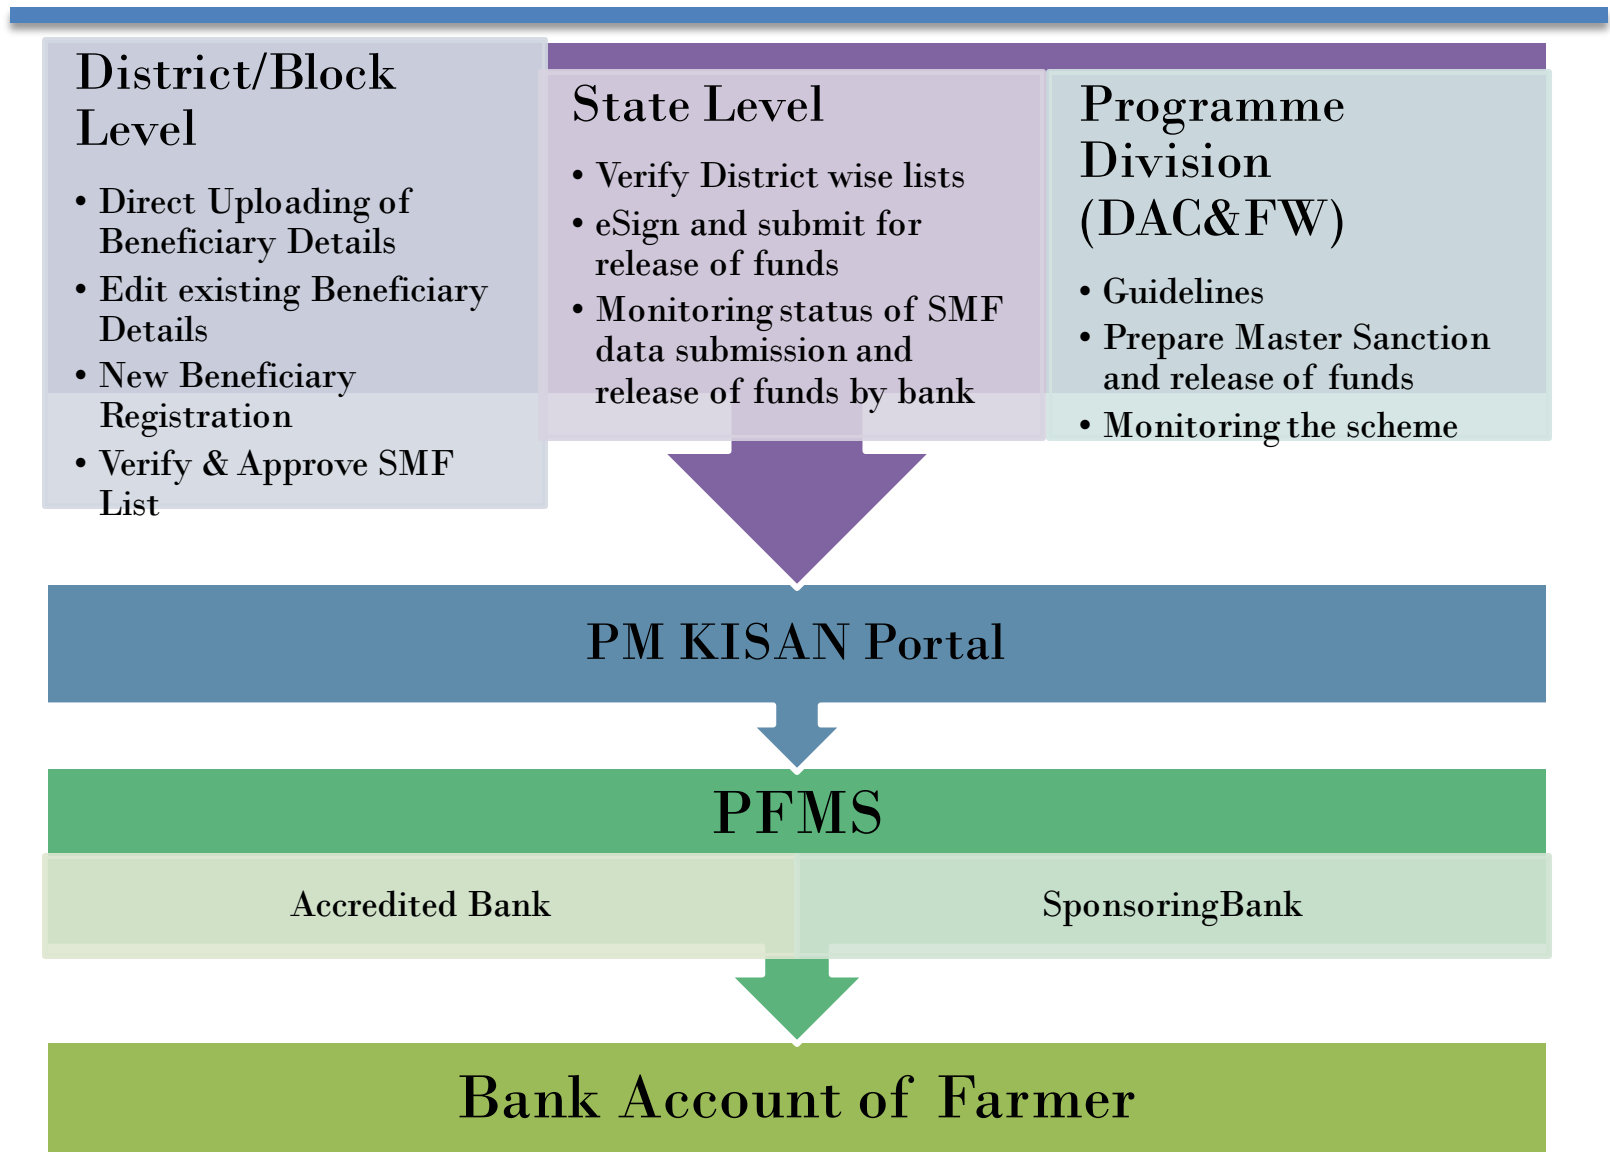 District/Block
Level
• Direct Uploading of
Beneficiary Details
• Edit existing Beneficiary
Details
• New Beneficiary
Registration
• Verify & Approve SMF
List
State Level
• Verify District wise lists
• eSign and submit for
release of funds
• Monitoring status of SMF
data submission and
release of funds by bank
Programme
Division
(DAC&FW)
• Guidelines
• Prepare Master Sanction
and release of funds
• Monitoring the scheme
PM KISAN Portal
PFMS
Accredited Bank
SponsoringBank
Bank Account of Farmer